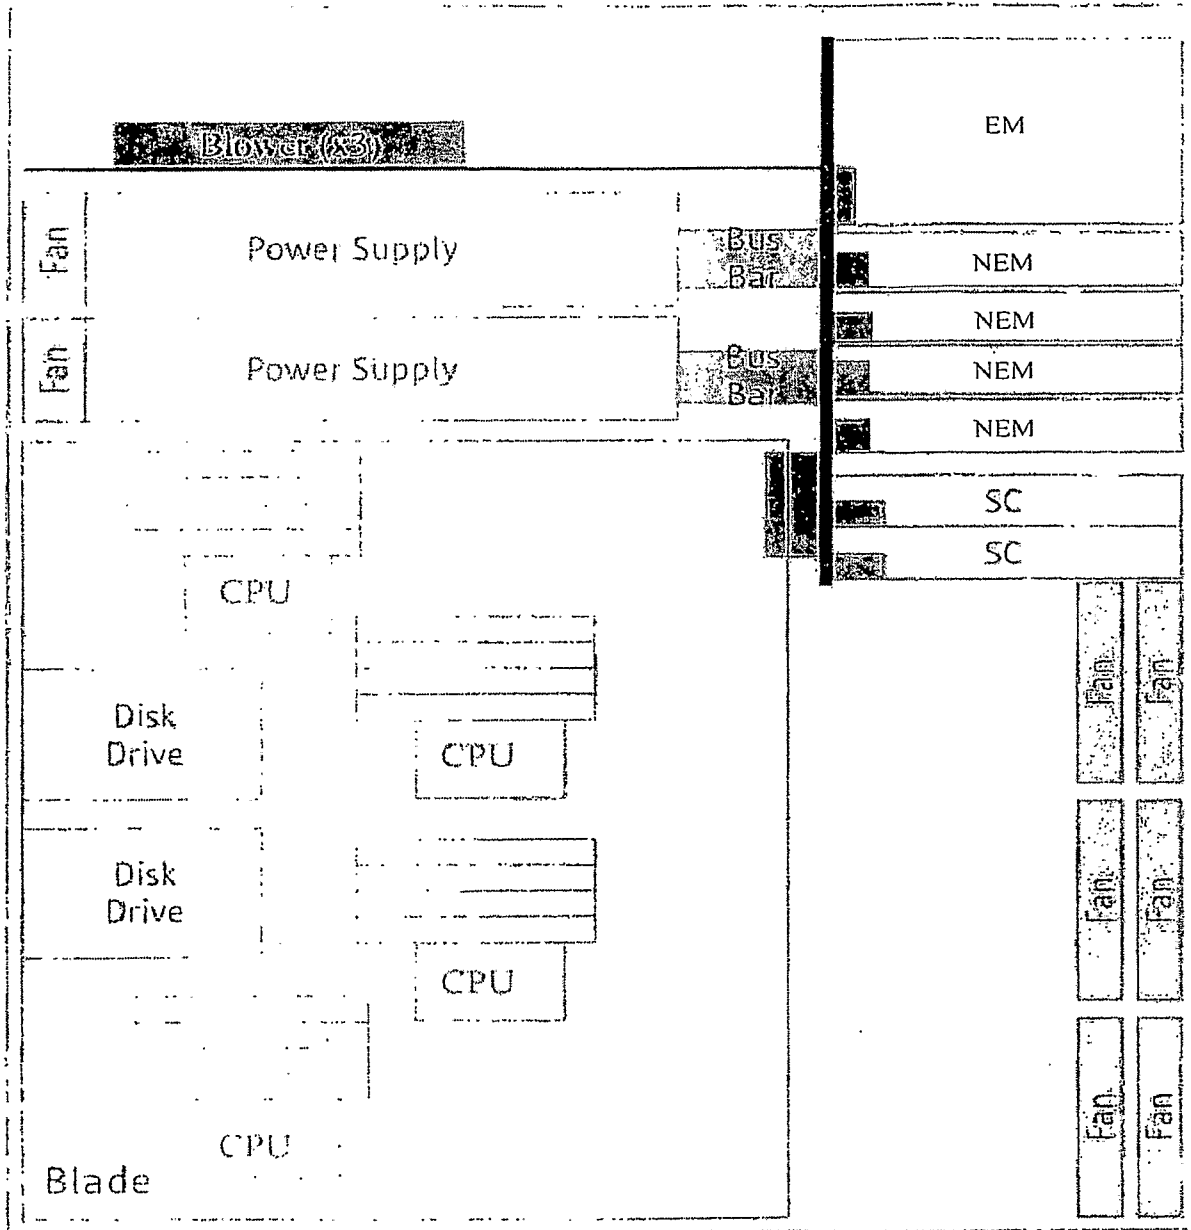 Blower (x3)
EM
Fan
Power Supply
Bus
Bar
NEM
NEM
Fan
Power Supply
Bus
Bar
NEM
NEM
SC
SC
CPU
Fan
Fan
Disk
Drive
CPU
Disk
Drive
Fan
Fan
CPU
CPU
Fan
Fan
Blade